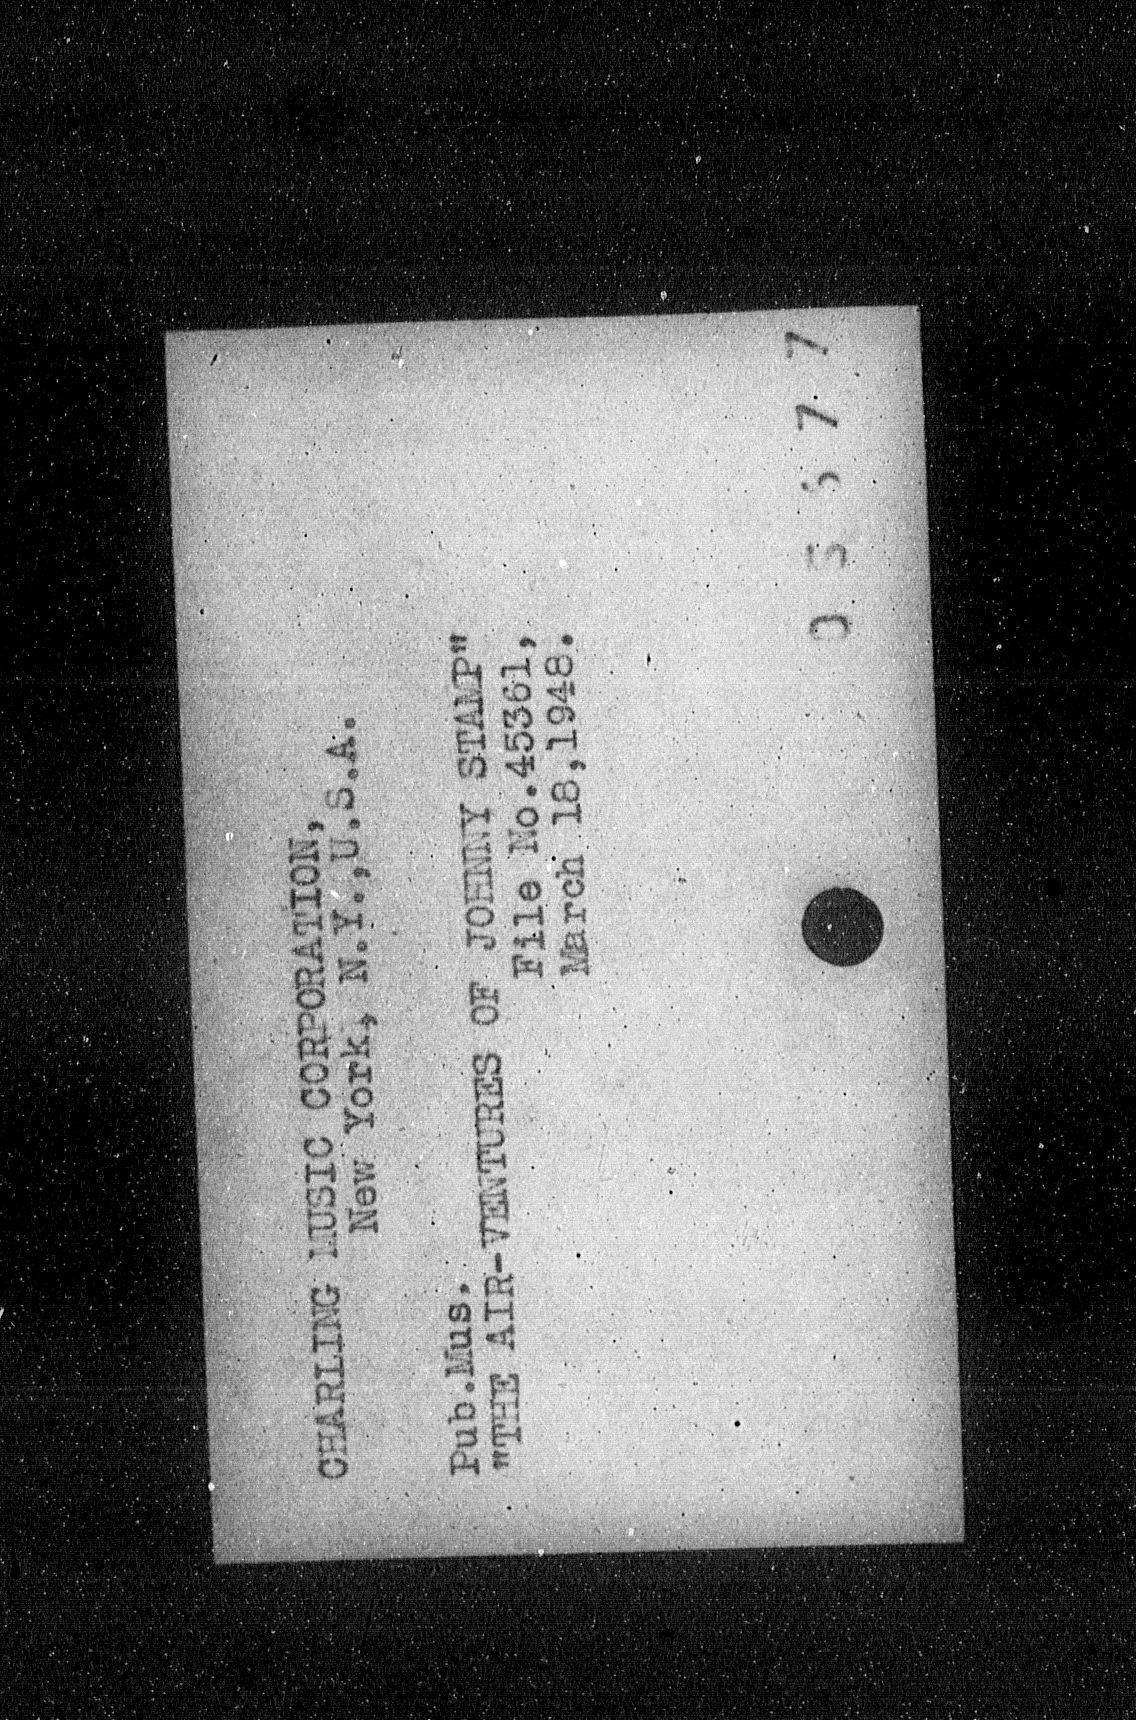 CHARLING MUSIC CORPORATION,
New York, N.Y.,U.S.A.
Pub.Mus.
"THE AIR-VENTURES OF JOHNNY STAMP"
File No.45361,
March 18,1948.